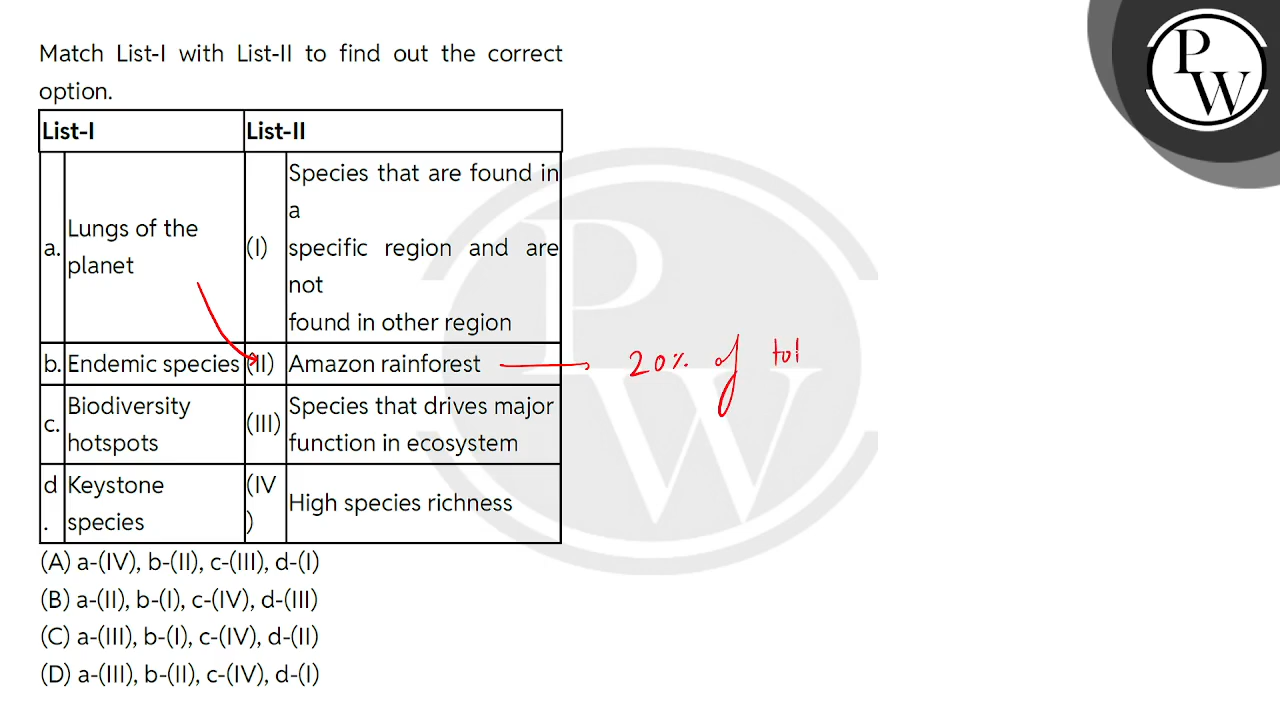 Match List-I with List-II to find out the correct
option.
List-I List-II
a. Lungs of the planet (I) Species that are found in
a
specific region and are
not
found in other region
b. Endemic species (II) Amazon rainforest 20% of tol
c. Biodiversity hotspots (III) Species that drives major
function in ecosystem
d. Keystone species (IV) High species richness
(A) a-(IV), b-(II), c-(III), d-(I)
(B) a-(II), b-(I), c-(IV), d-(III)
(C) a-(III), b-(I), c-(IV), d-(II)
(D) a-(III), b-(II), c-(IV), d-(I)
PW
PW